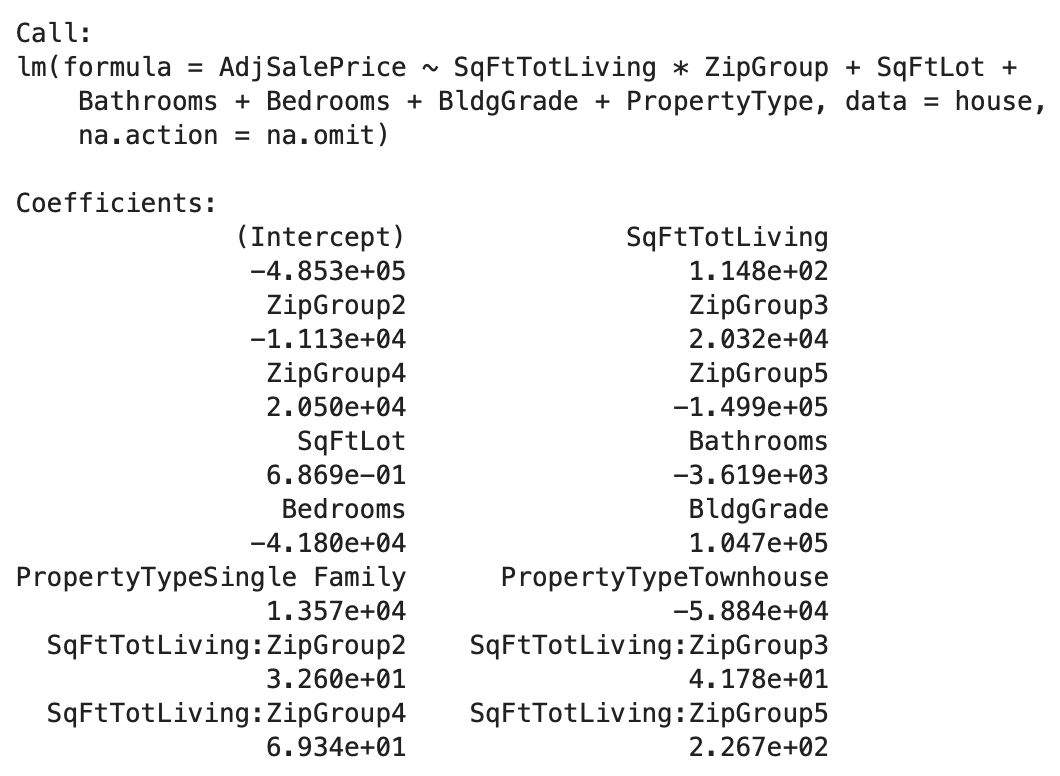 Call:
lm(formula = AdjSalePrice ~ SqFtTotLiving * ZipGroup + SqFtLot +
Bathrooms + Bedrooms + BldgGrade + PropertyType, data = house,
na.action = na.omit)
Coefficients:
(Intercept) SqFtTotLiving
−4.853e+05 1.148e+02
ZipGroup2 ZipGroup3
−1.113e+04 2.032e+04
ZipGroup4 ZipGroup5
2.050e+04 −1.499e+05
SqFtLot Bathrooms
6.869e−01 −3.619e+03
Bedrooms BldgGrade
−4.180e+04 1.047e+05
PropertyTypeSingle Family PropertyTypeTownhouse
1.357e+04 −5.884e+04
SqFtTotLiving:ZipGroup2 SqFtTotLiving:ZipGroup3
3.260e+01 4.178e+01
SqFtTotLiving:ZipGroup4 SqFtTotLiving:ZipGroup5
6.934e+01 2.267e+02